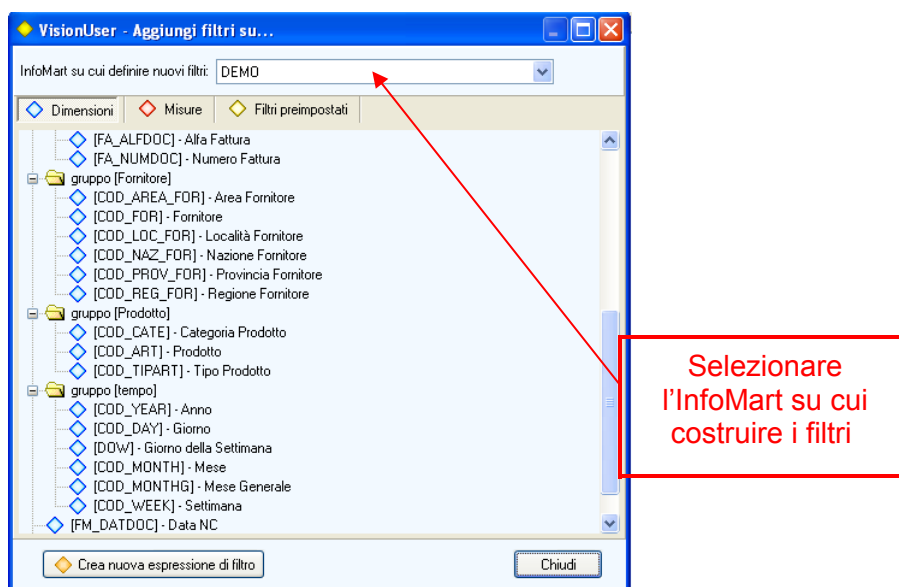 VisionUser - Aggiungi filtri su...
InfoMart su cui definire nuovi filtri: DEMO
Dimensioni Misure Filtri preimpostati
[FA_ALFDOC] - Alfa Fattura
[FA_NUMDOC] - Numero Fattura
gruppo [Fornitore]
[COD_AREA_FOR] - Area Fornitore
[COD_FOR] - Fornitore
[COD_LOC_FOR] - Località Fornitore
[COD_NAZ_FOR] - Nazione Fornitore
[COD_PROV_FOR] - Provincia Fornitore
[COD_REG_FOR] - Regione Fornitore
gruppo [Prodotto]
[COD_CATE] - Categoria Prodotto
[COD_ART] - Prodotto
[COD_TIPART] - Tipo Prodotto
gruppo [tempo]
[COD_YEAR] - Anno
[COD_DAY] - Giorno
[DOW] - Giorno della Settimana
[COD_MONTH] - Mese
[COD_MONTHG] - Mese Generale
[COD_WEEK] - Settimana
[FM_DATDOC] - Data NC
Crea nuova espressione di filtro Chiudi
Selezionare
l’InfoMart su cui
costruire i filtri